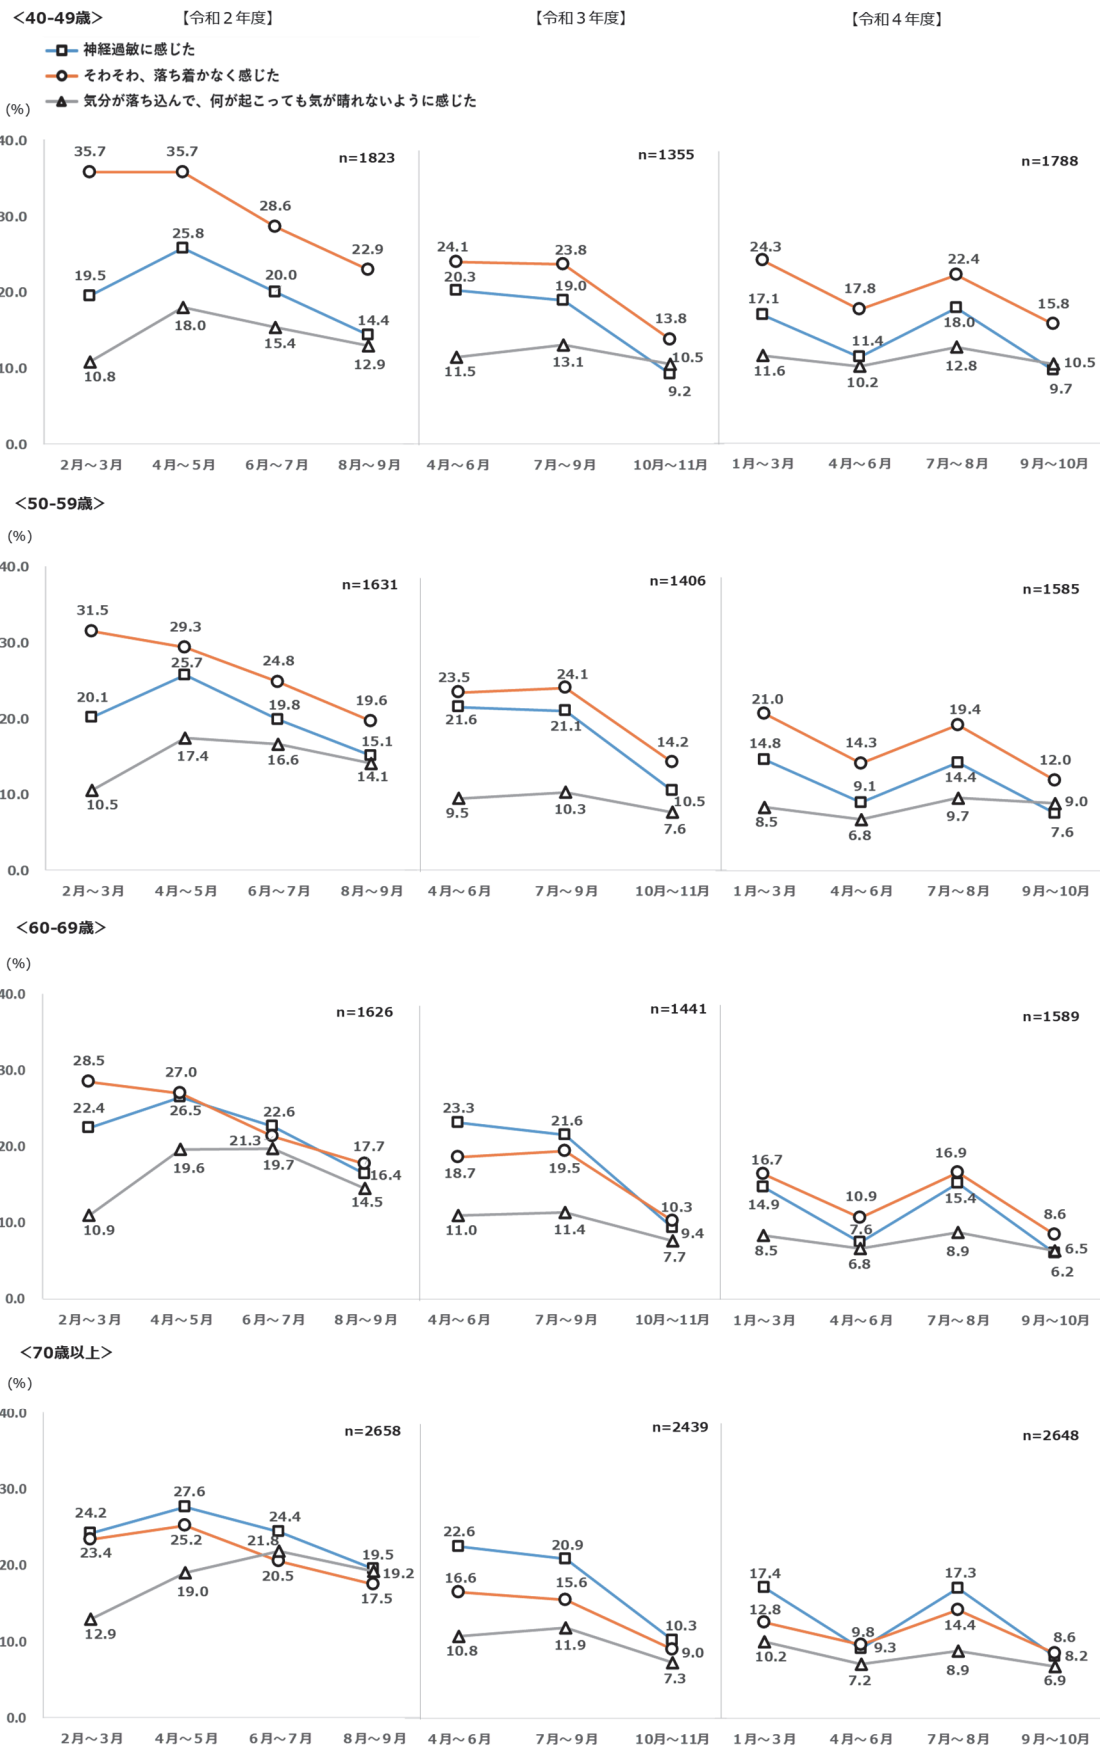 ＜40-49歳＞ 【令和２年度】 【令和３年度】 【令和４年度】
神経過敏に感じた
そわそわ、落ち着かなく感じた
気分が落ち込んで、何が起こっても気が晴れないように感じた
(%)
40.0
30.0
20.0
10.0
0.0
n=1823 n=1355 n=1788
35.7 35.7 28.6 22.9 24.1 23.8 13.8 24.3 17.8 22.4 15.8
19.5 25.8 20.0 14.4 20.3 19.0 9.2 17.1 11.4 18.0 9.7
10.8 18.0 15.4 12.9 11.5 13.1 10.5 11.6 10.2 12.8 10.5
2月～3月 4月～5月 6月～7月 8月～9月 4月～6月 7月～9月 10月～11月 1月～3月 4月～6月 7月～8月 9月～10月
＜50-59歳＞
(%)
40.0
30.0
20.0
10.0
0.0
n=1631 n=1406 n=1585
31.5 29.3 24.8 19.6 23.5 24.1 14.2 21.0 14.3 19.4 12.0
20.1 25.7 19.8 15.1 21.6 21.1 10.5 14.8 9.1 14.4 7.6
10.5 17.4 16.6 14.1 9.5 10.3 7.6 8.5 6.8 9.7 9.0
2月～3月 4月～5月 6月～7月 8月～9月 4月～6月 7月～9月 10月～11月 1月～3月 4月～6月 7月～8月 9月～10月
＜60-69歳＞
(%)
40.0
30.0
20.0
10.0
0.0
n=1626 n=1441 n=1589
28.5 27.0 21.3 17.7 18.7 19.5 10.3 16.7 10.9 16.9 8.6
22.4 26.5 22.6 16.4 23.3 21.6 9.4 14.9 7.6 15.4 6.2
10.9 19.6 19.7 14.5 11.0 11.4 7.7 8.5 6.8 8.9 6.5
2月～3月 4月～5月 6月～7月 8月～9月 4月～6月 7月～9月 10月～11月 1月～3月 4月～6月 7月～8月 9月～10月
＜70歳以上＞
(%)
40.0
30.0
20.0
10.0
0.0
n=2658 n=2439 n=2648
24.2 27.6 24.4 19.5 22.6 20.9 10.3 17.4 9.3 17.3 8.2
23.4 25.2 20.5 17.5 16.6 15.6 9.0 12.8 9.8 14.4 8.6
12.9 19.0 21.8 19.2 10.8 11.9 7.3 10.2 7.2 8.9 6.9
2月～3月 4月～5月 6月～7月 8月～9月 4月～6月 7月～9月 10月～11月 1月～3月 4月～6月 7月～8月 9月～10月